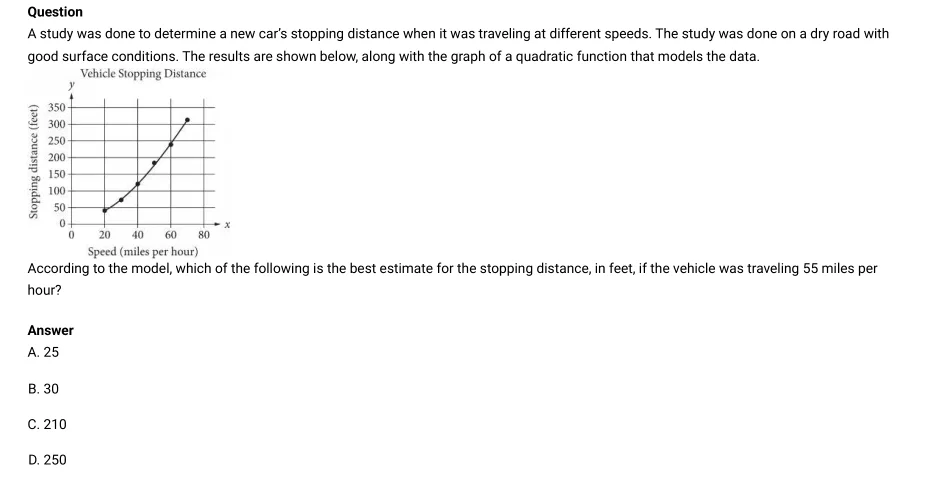 Question
A study was done to determine a new car's stopping distance when it was traveling at different speeds. The study was done on a dry road with
good surface conditions. The results are shown below, along with the graph of a quadratic function that models the data.
Vehicle Stopping Distance
y
Stopping distance (feet)
350
300
250
200
150
100
50
0
0 20 40 60 80 x
Speed (miles per hour)
According to the model, which of the following is the best estimate for the stopping distance, in feet, if the vehicle was traveling 55 miles per
hour?
Answer
A. 25
B. 30
C. 210
D. 250